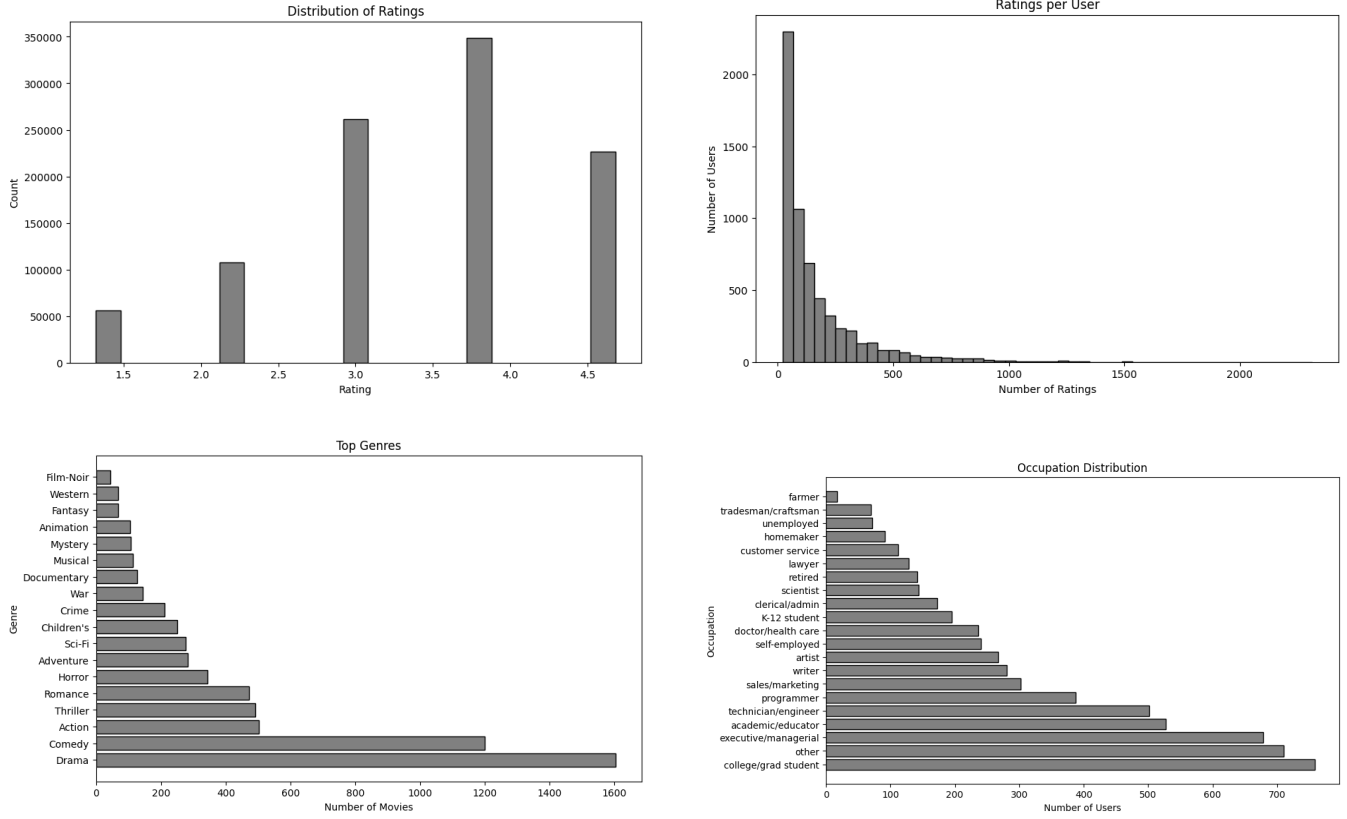 Distribution of Ratings
350000
300000
250000
200000
150000
100000
50000
0
Count
1.5 2.0 2.5 3.0 3.5 4.0 4.5
Rating
Ratings per User
2000
1500
1000
500
0
Number of Users
0 500 1000 1500 2000
Number of Ratings
Top Genres
Film-Noir
Western
Fantasy
Animation
Mystery
Musical
Documentary
War
Crime
Children's
Sci-Fi
Adventure
Horror
Romance
Thriller
Action
Comedy
Drama
Genre
0 200 400 600 800 1000 1200 1400 1600
Number of Movies
Occupation Distribution
farmer
tradesman/craftsman
unemployed
homemaker
customer service
lawyer
retired
scientist
clerical/admin
K-12 student
doctor/health care
self-employed
artist
writer
sales/marketing
programmer
technician/engineer
academic/educator
executive/managerial
other
college/grad student
Occupation
0 100 200 300 400 500 600 700
Number of Users